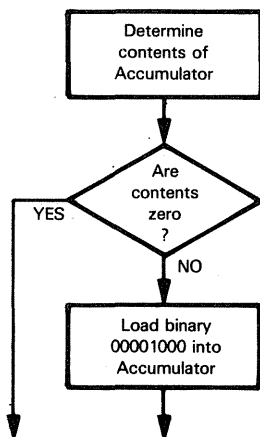 Determine
contents of
Accumulator
Are
contents
zero
?
YES
NO
Load binary
00001000 into
Accumulator